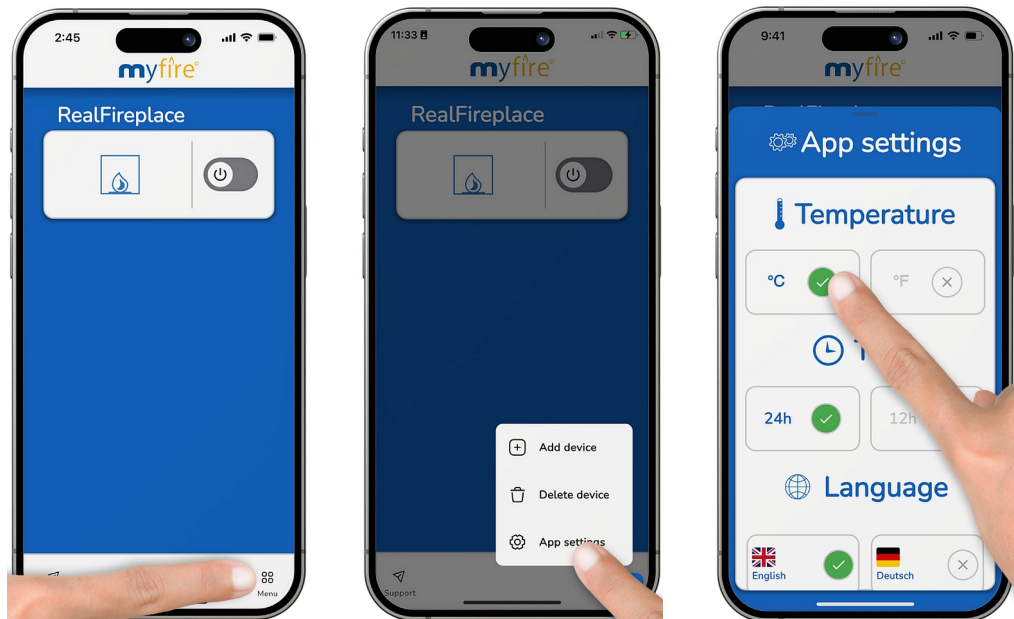 2:45
myfire
RealFireplace
Menu
11:33
myfire
RealFireplace
Add device
Delete device
App settings
Support
9:41
myfire
App settings
Temperature
°C
°F
24h
12h
Language
English
Deutsch